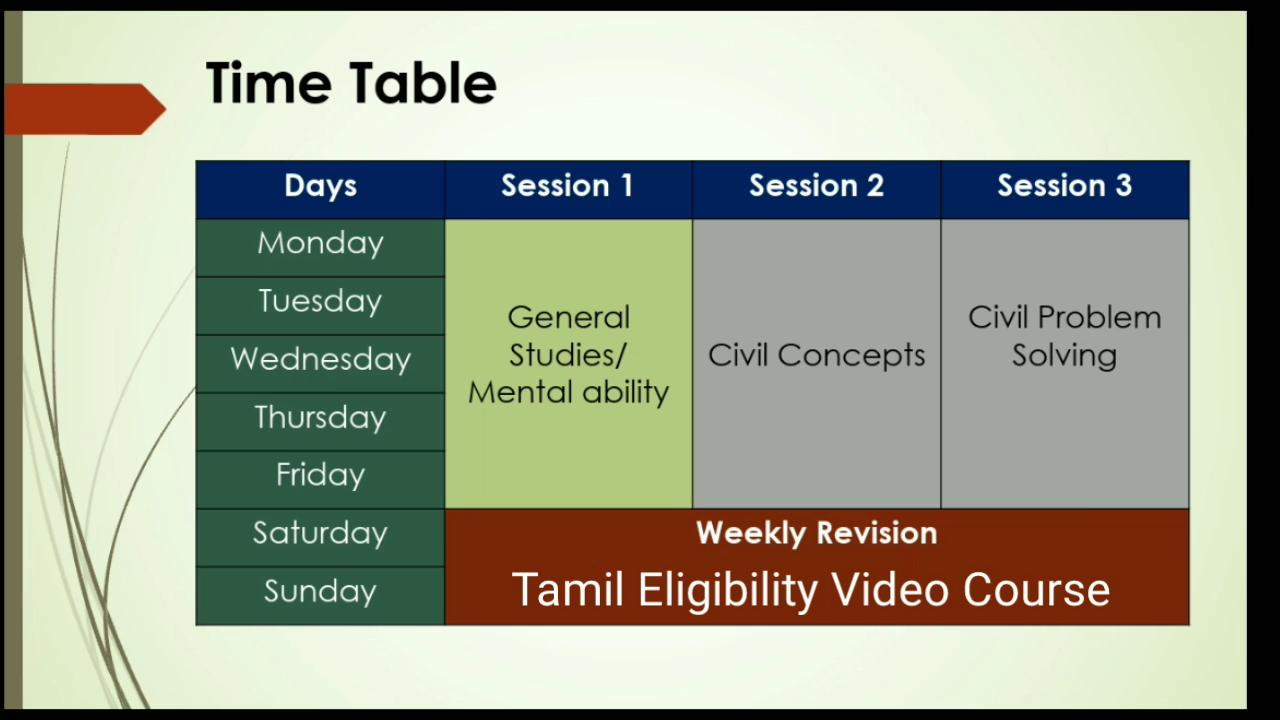 Time Table
Days Session 1 Session 2 Session 3
Monday
Tuesday
Wednesday
Thursday
Friday
General
Studies/
Mental ability
Civil Concepts
Civil Problem
Solving
Saturday
Sunday
Weekly Revision
Tamil Eligibility Video Course